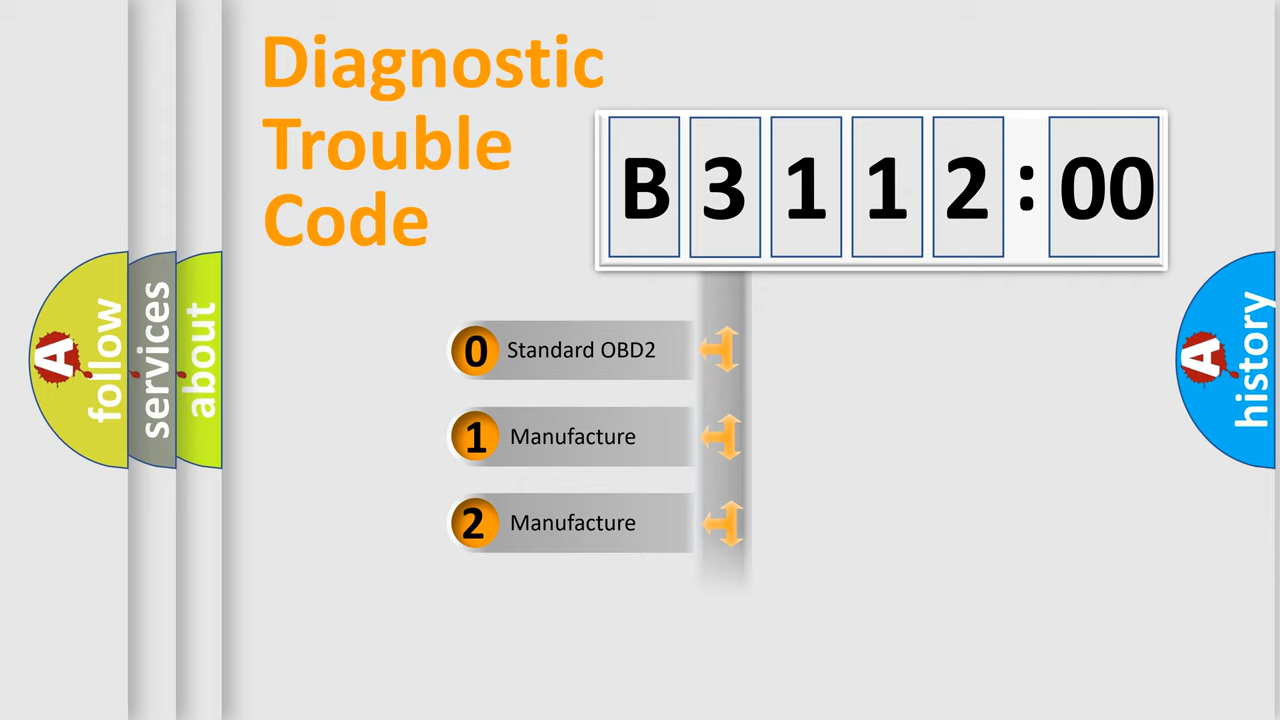 Diagnostic
Trouble
Code
B 3 1 1 2 : 00
0 Standard OBD2
1 Manufacture
2 Manufacture
A follow
services
about
A history